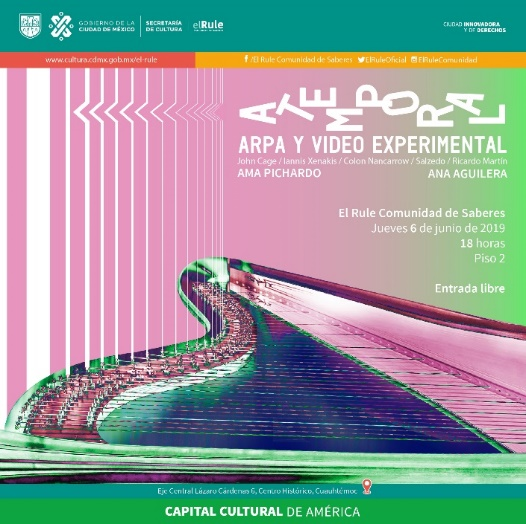 GOBIERNO DE LA
CIUDAD DE MÉXICO
SECRETARÍA
DE CULTURA
elRule
CIUDAD INNOVADORA
Y DE DERECHOS
www.cultura.cdmx.gob.mx/el-rule
/El Rule Comunidad de Saberes ElRuleOficial ElRuleComunidad
ATEMPORAL
ARPA Y VIDEO EXPERIMENTAL
John Cage / Iannis Xenakis / Colon Nancarrow / Salzedo / Ricardo Martín
AMA PICHARDO ANA AGUILERA
El Rule Comunidad de Saberes
Jueves 6 de junio de 2019
18 horas
Piso 2
Entrada libre
Eje Central Lázaro Cárdenas 6, Centro Histórico, Cuauhtémoc
CAPITAL CULTURAL DE AMÉRICA